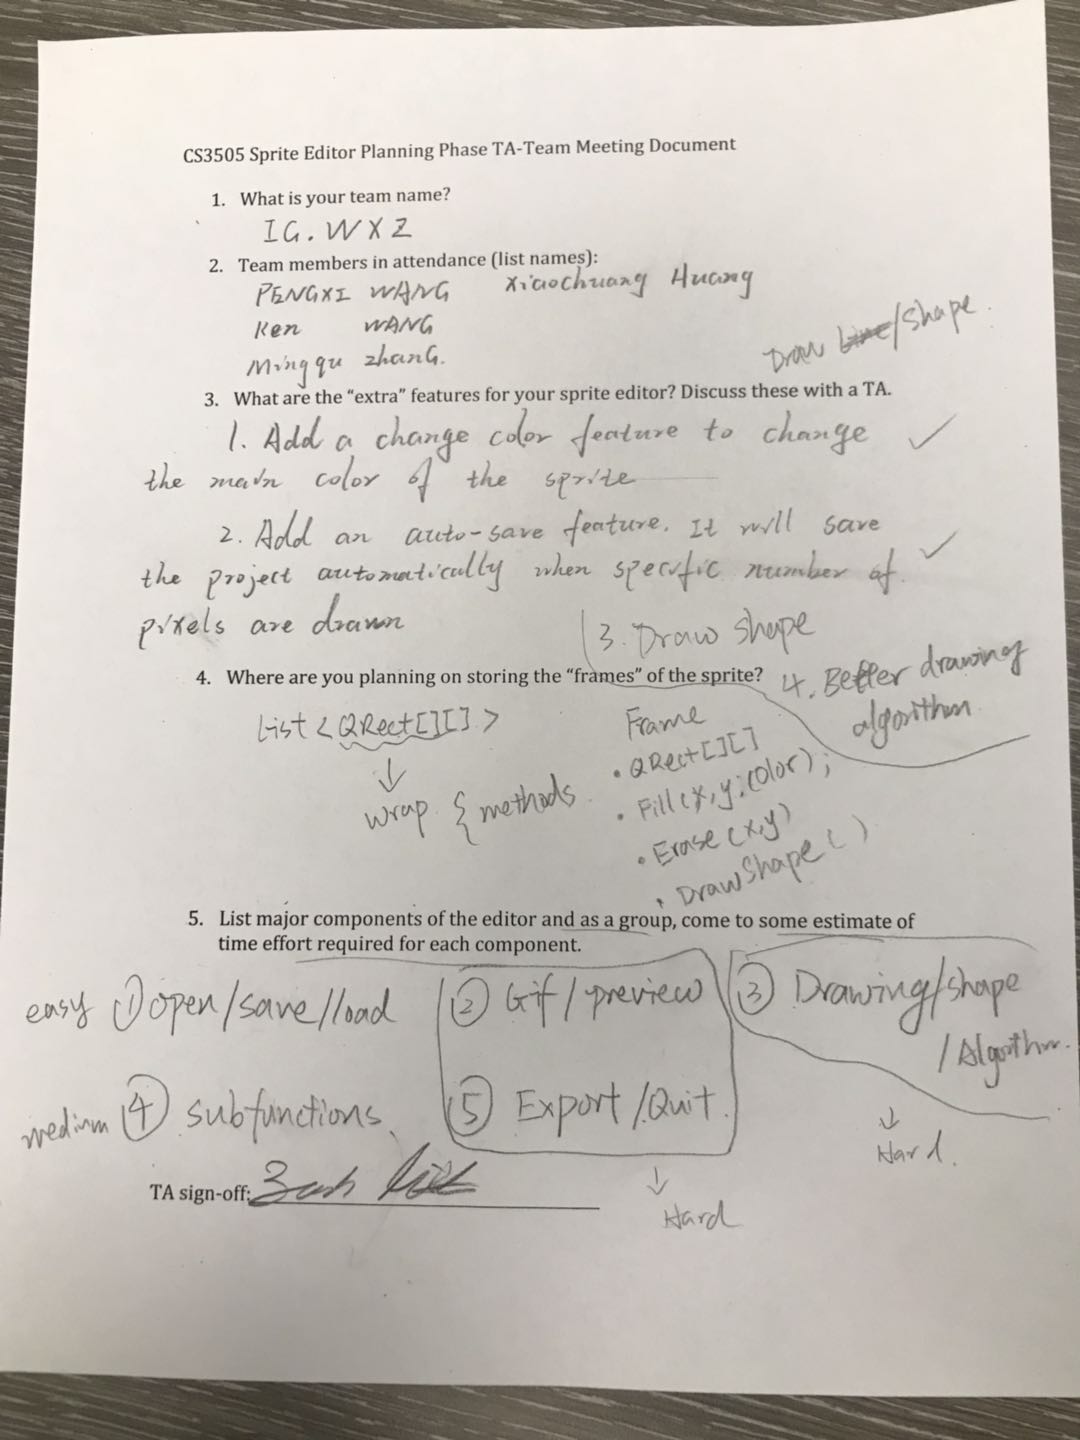 CS3505 Sprite Editor Planning Phase TA-Team Meeting Document
1. What is your team name?
IG. WXZ
2. Team members in attendance (list names):
PENGXI WANG Xiaochuang Huang
Ken WANG
Mingqu zhanG.
Draw Line/Shape.
3. What are the "extra" features for your sprite editor? Discuss these with a TA.
1. Add a change color feature to change ✓
the main color of the sprite
2. Add an auto-save feature. It will save
the project automatically when specific number of ✓
pixels are drawn
3. Draw shape
4. Where are you planning on storing the "frames" of the sprite?
4. Better drawing
algorithm.
List <QRect[][]>
↓
wrap & methods.
Frame
• QRect[][]
• Fill(x,y,color);
• Erase(x,y)
• DrawShape()
5. List major components of the editor and as a group, come to some estimate of
time effort required for each component.
easy ① open/save/load ② Gif/preview ③ Drawing/shape
/Algorithm.
medium ④ subfunctions. ⑤ Export/Quit.
↓
Hard.
TA sign-off:
↓
Hard